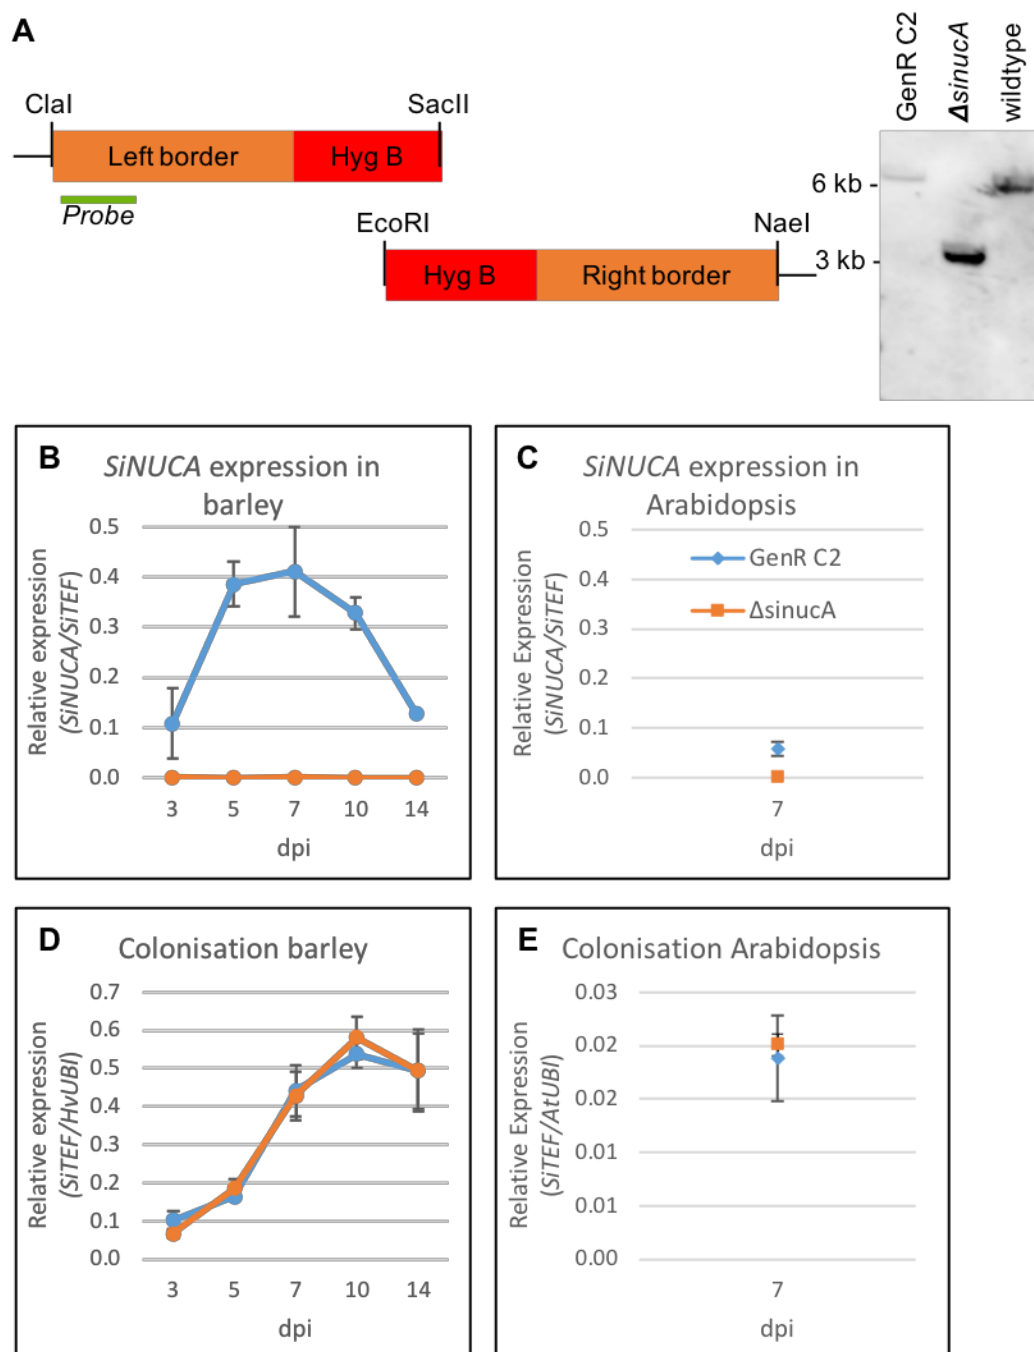 A
GenR C2
ΔsinucA
wildtype
ClaI
SacII
Left border
Hyg B
Probe
EcoRI
NaeI
Hyg B
Right border
6 kb
3 kb
B
SiNUCA expression in
barley
Relative expression
(SiNUCA/SiTEF)
0.5
0.4
0.3
0.2
0.1
0.0
3 5 7 10 14
dpi
C
SiNUCA expression in
Arabidopsis
Relative Expression
(SiNUCA/SiTEF)
0.5
0.4
0.3
0.2
0.1
0.0
GenR C2
ΔsinucA
7
dpi
D
Colonisation barley
Relative expression
(SiTEF/HvUBI)
0.7
0.6
0.5
0.4
0.3
0.2
0.1
0.0
3 5 7 10 14
dpi
E
Colonisation Arabidopsis
Relative Expression
(SiTEF/AtUBI)
0.03
0.02
0.02
0.01
0.01
0.00
7
dpi